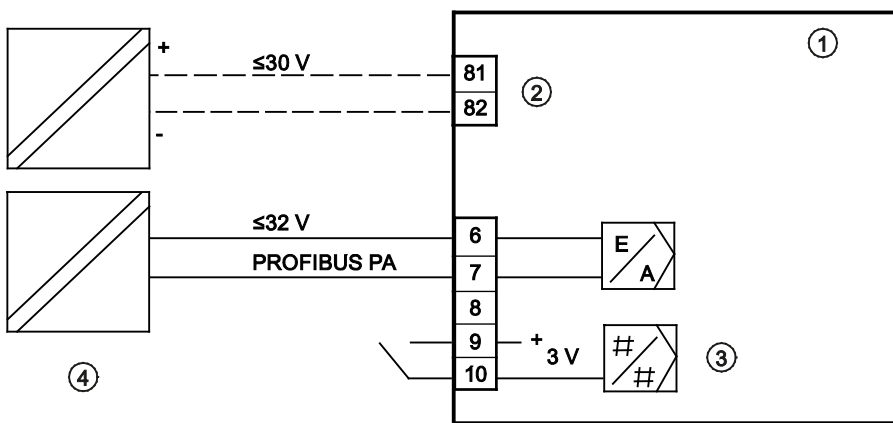 ①
+
≤30 V
81
②
82
-
≤32 V
6
E
PROFIBUS PA
7
A
8
9
+
3 V
#
③
10
#
④